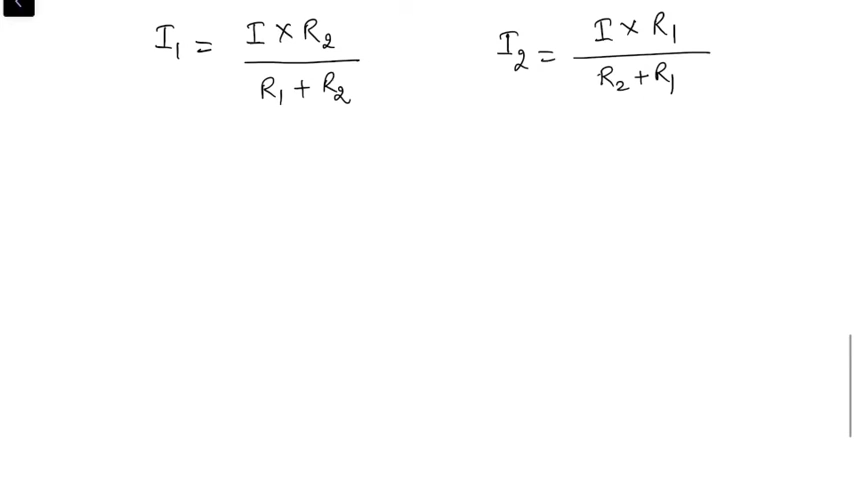 I₁ = I × R₂ / R₁ + R₂
I₂ = I × R₁ / R₂ + R₁